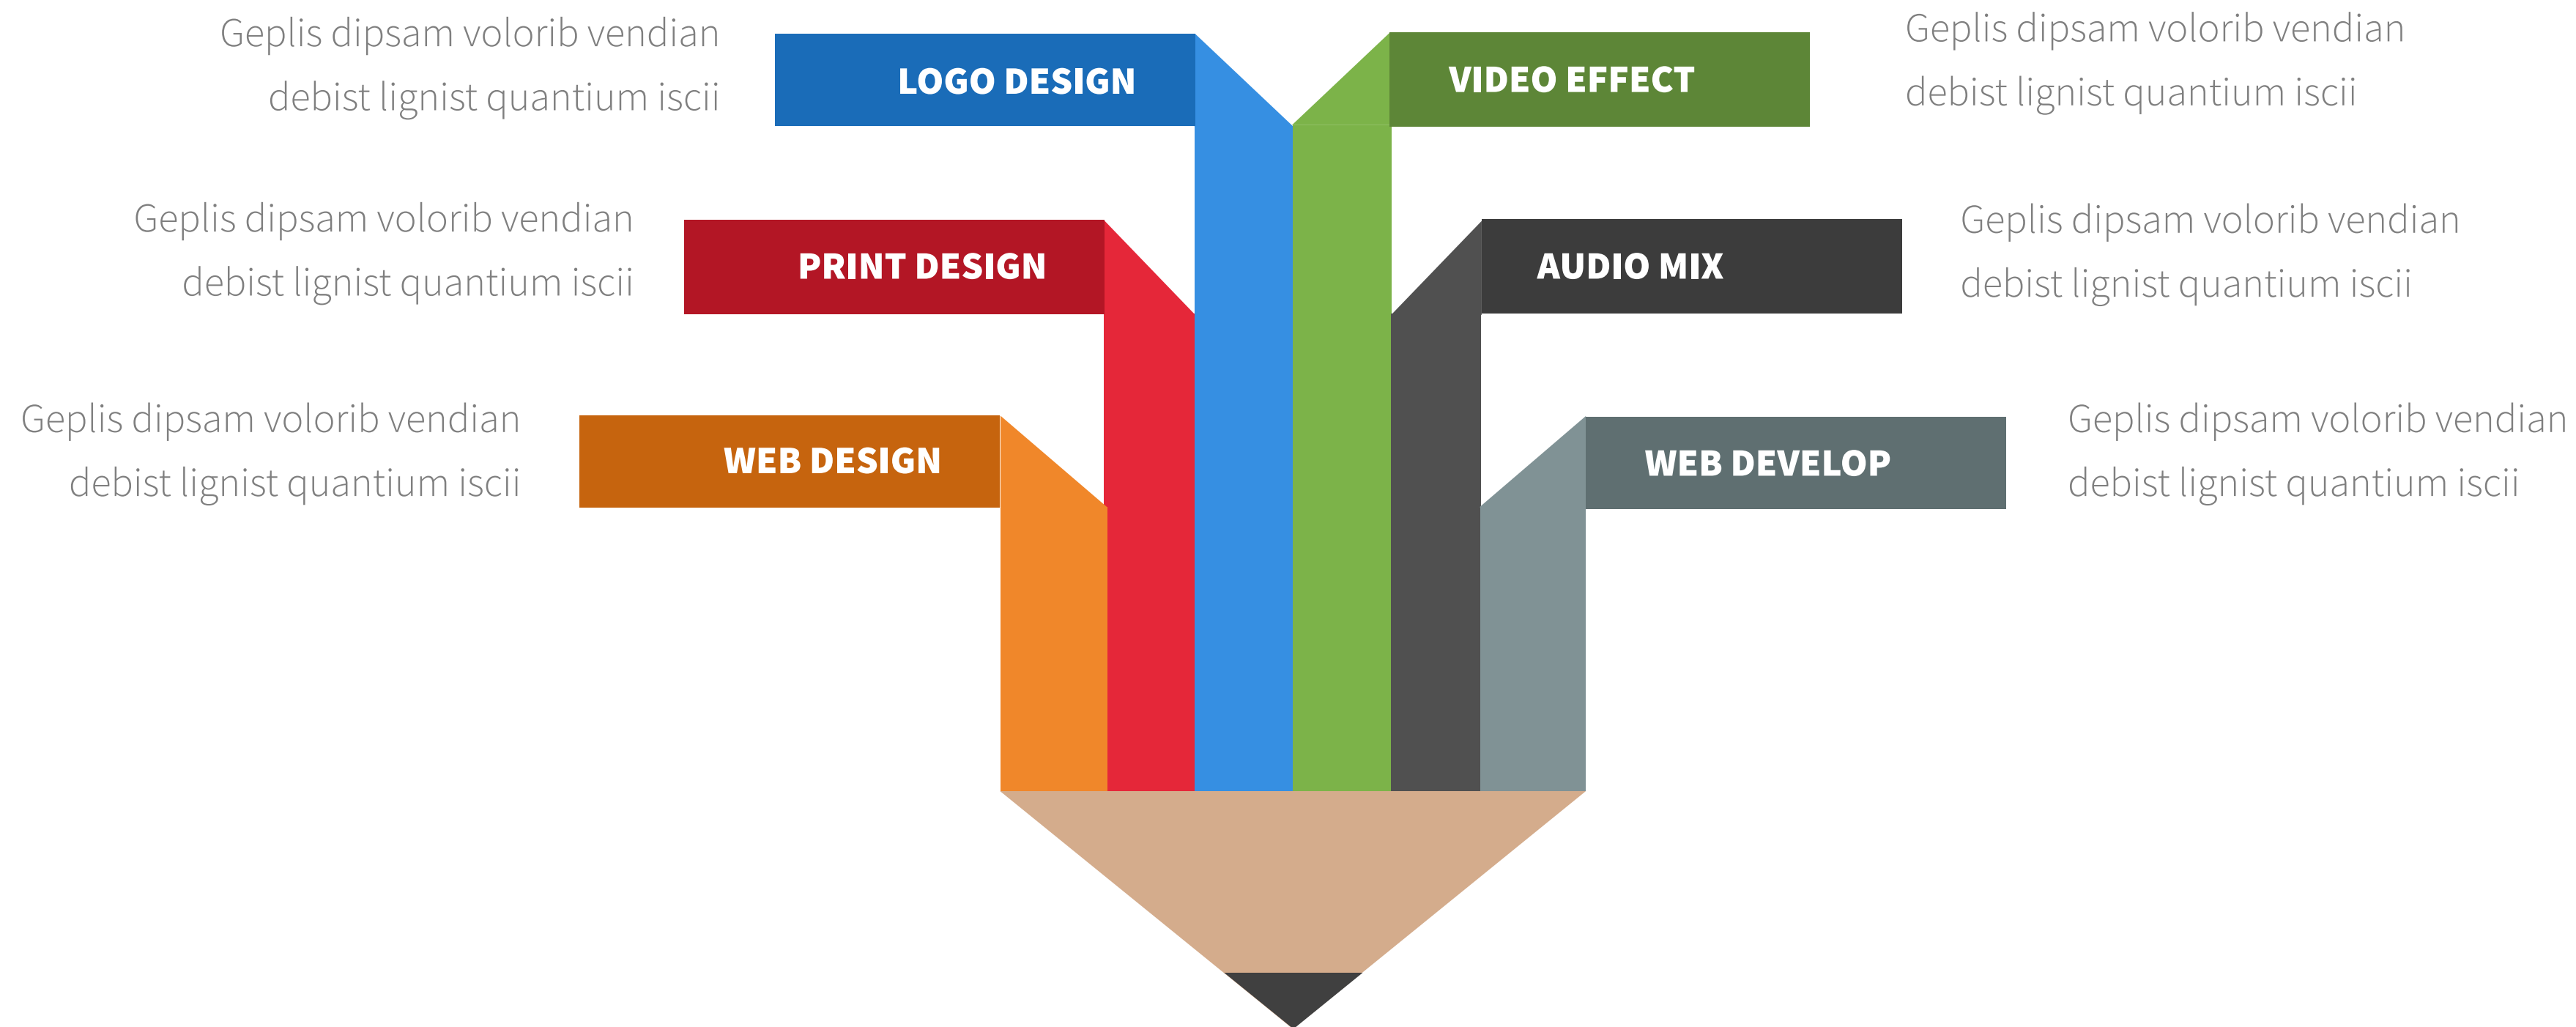 Geplis dipsam volorib vendian
debist lignist quantium iscii
LOGO DESIGN
VIDEO EFFECT
Geplis dipsam volorib vendian
debist lignist quantium iscii
Geplis dipsam volorib vendian
debist lignist quantium iscii
PRINT DESIGN
AUDIO MIX
Geplis dipsam volorib vendian
debist lignist quantium iscii
Geplis dipsam volorib vendian
debist lignist quantium iscii
WEB DESIGN
WEB DEVELOP
Geplis dipsam volorib vendian
debist lignist quantium iscii